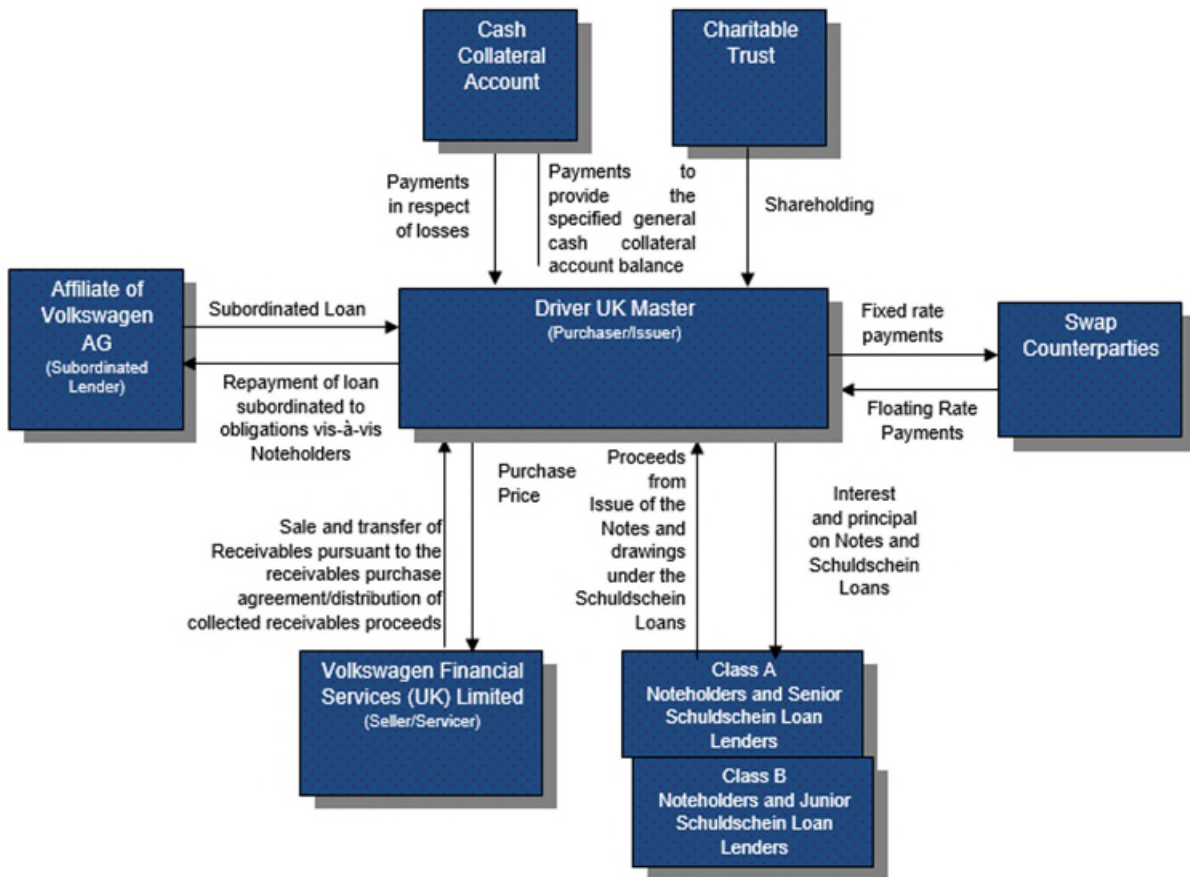 Cash
Collateral
Account
Charitable
Trust
Payments
in respect
of losses
Payments to
provide the
specified general
cash collateral
account balance
Shareholding
Affiliate of
Volkswagen
AG
(Subordinated
Lender)
Subordinated Loan
Repayment of loan
subordinated to
obligations vis-à-vis
Noteholders
Driver UK Master
(Purchaser/Issuer)
Fixed rate
payments
Floating Rate
Payments
Swap
Counterparties
Sale and transfer of
Receivables pursuant to the
receivables purchase
agreement/distribution of
collected receivables proceeds
Purchase
Price
Proceeds
from
Issue of the
Notes and
drawings
under the
Schuldschein
Loans
Interest
and principal
on Notes and
Schuldschein
Loans
Volkswagen Financial
Services (UK) Limited
(Seller/Servicer)
Class A
Noteholders and Senior
Schuldschein Loan
Lenders
Class B
Noteholders and Junior
Schuldschein Loan
Lenders